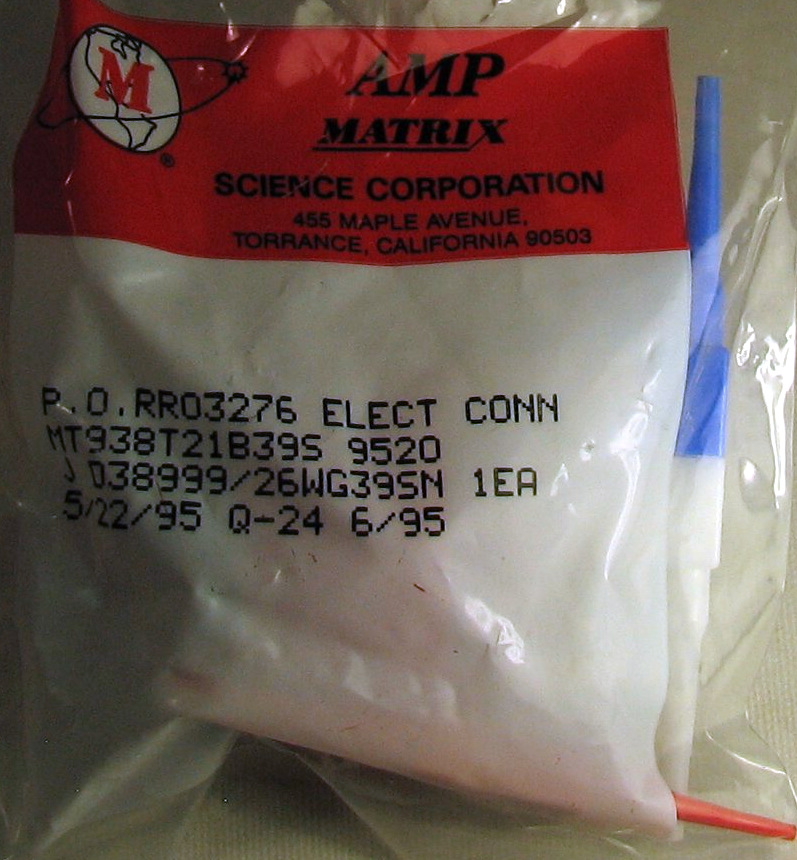 M
®
AMP
MATRIX
SCIENCE CORPORATION
455 MAPLE AVENUE,
TORRANCE, CALIFORNIA 90503
P.O.RR03276 ELECT CONN
MT938T21B39S 9520
J D38999/26WG39SN 1EA
5/22/95 Q-24 6/95